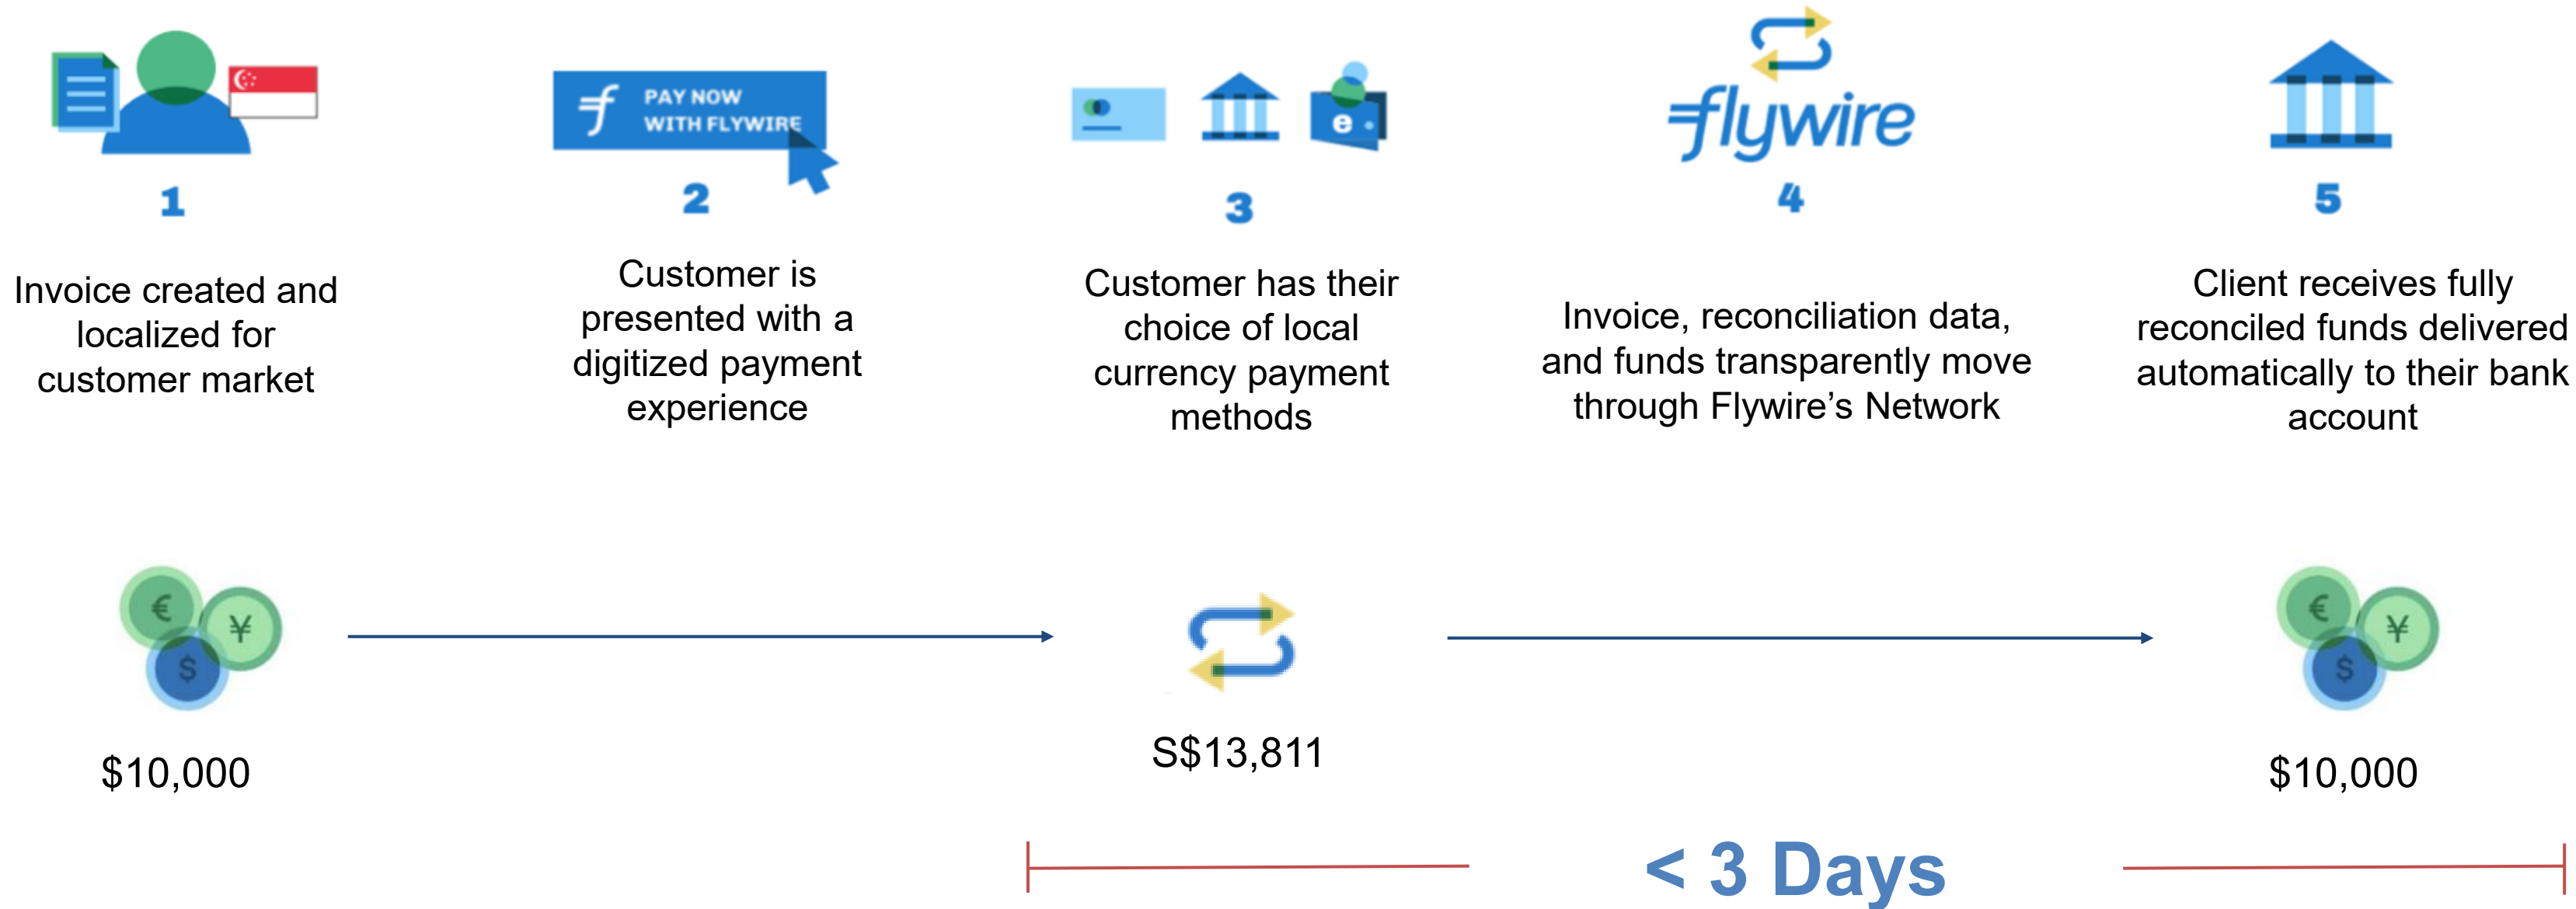 PAY NOW
WITH FLYWIRE
e
flywire
1
2
3
4
5
Invoice created and
localized for
customer market
Customer is
presented with a
digitized payment
experience
Customer has their
choice of local
currency payment
methods
Invoice, reconciliation data,
and funds transparently move
through Flywire’s Network
Client receives fully
reconciled funds delivered
automatically to their bank
account
€
¥
$
€
¥
$
$10,000
S$13,811
$10,000
< 3 Days